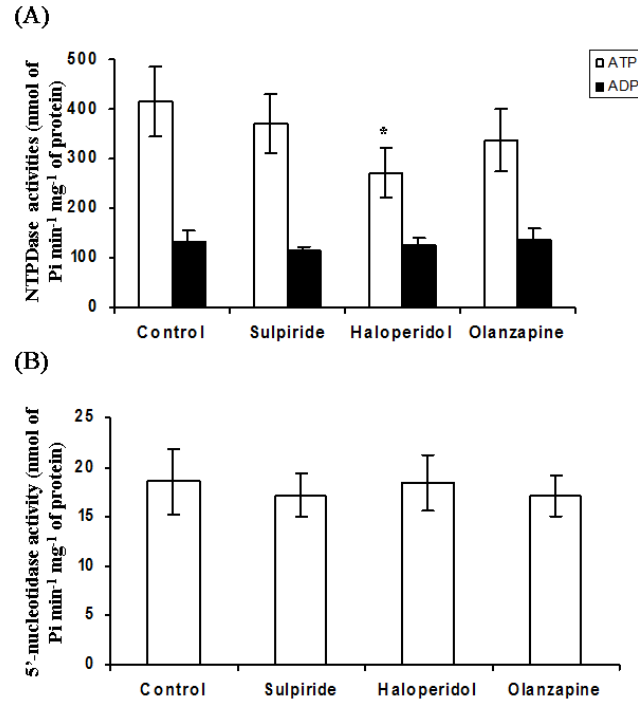 (A)
NTPDase activities (nmol of
Pi min-1 mg-1 of protein)
500
400
300
200
100
0
*
ATP
ADP
Control Sulpiride Haloperidol Olanzapine
(B)
5'-nucleotidase activity (nmol of
Pi min-1 mg-1 of protein)
25
20
15
10
5
0
Control Sulpiride Haloperidol Olanzapine